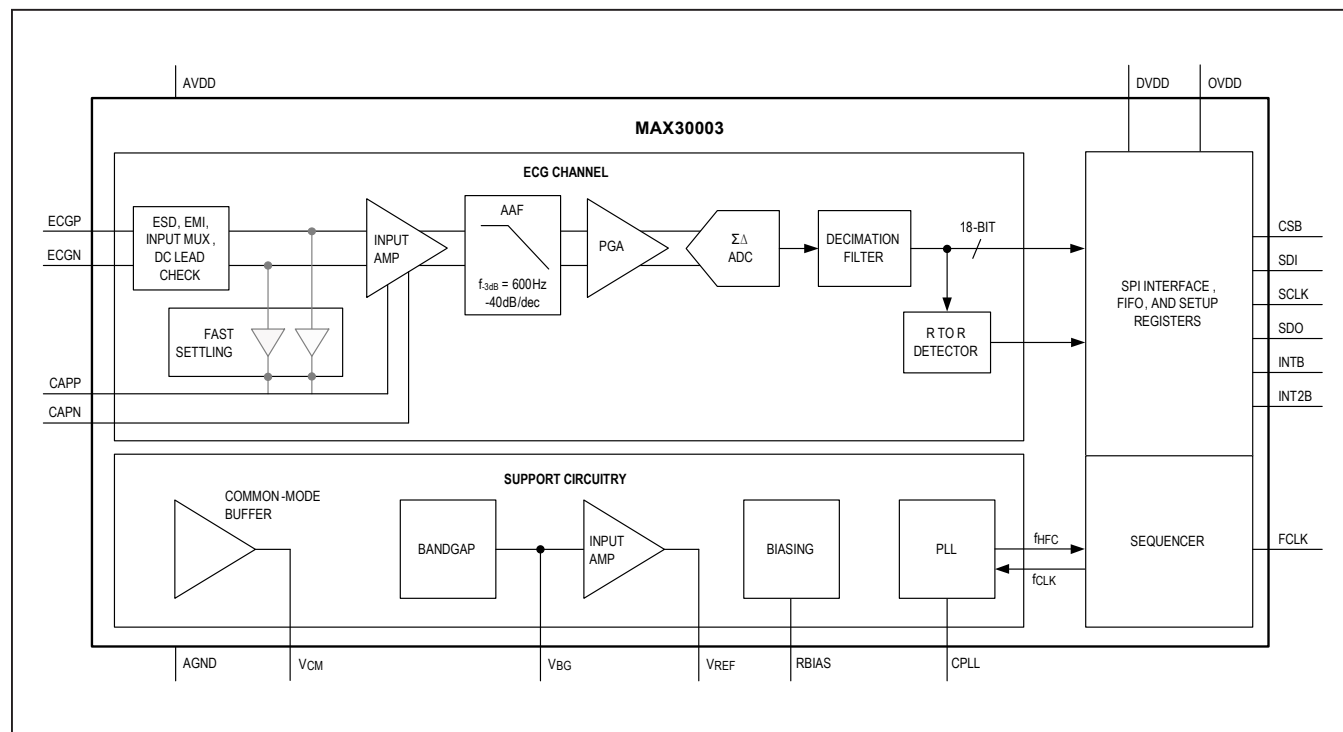 AVDD
DVDD
OVDD
MAX30003
ECG CHANNEL
ECGP
ECGN
ESD, EMI,
INPUT MUX ,
DC LEAD
CHECK
INPUT
AMP
AAF
f-3dB = 600Hz
-40dB/dec
PGA
ΣΔ
ADC
DECIMATION
FILTER
18-BIT
R TO R
DETECTOR
FAST
SETTLING
CAPP
CAPN
SPI INTERFACE ,
FIFO, AND SETUP
REGISTERS
CSB
SDI
SCLK
SDO
INTB
INT2B
SUPPORT CIRCUITRY
COMMON-MODE
BUFFER
BANDGAP
INPUT
AMP
BIASING
PLL
fHFC
fCLK
SEQUENCER
FCLK
AGND
VCM
VBG
VREF
RBIAS
CPLL